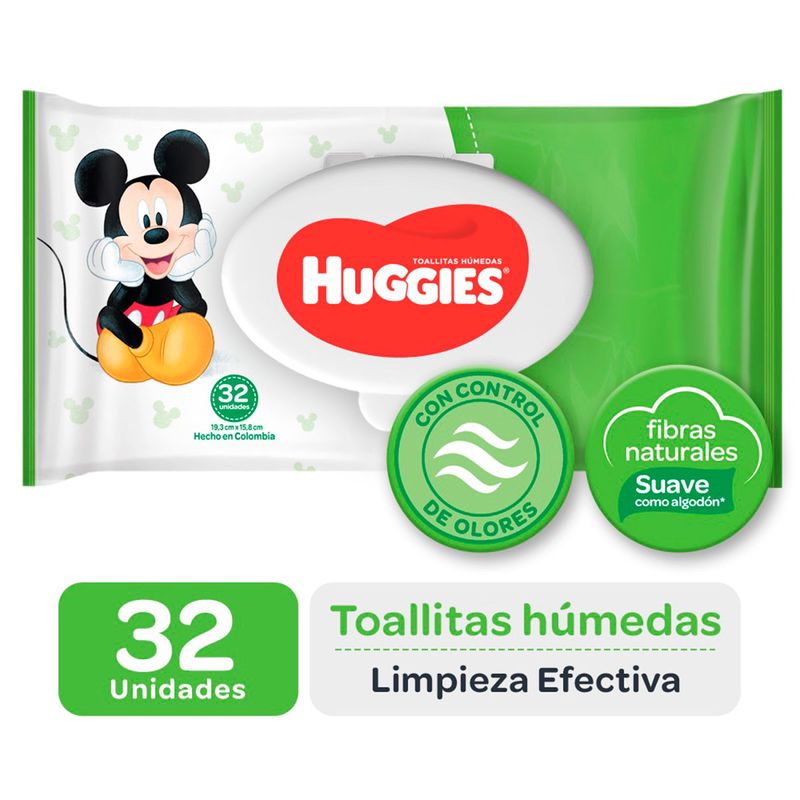 TOALLITAS HÚMEDAS
HUGGIES®
32
unidades
19,3 cm x 15,8 cm
Hecho en Colombia
CON CONTROL
DE OLORES
fibras
naturales
Suave
como algodón*
32
Unidades
Toallitas húmedas
Limpieza Efectiva